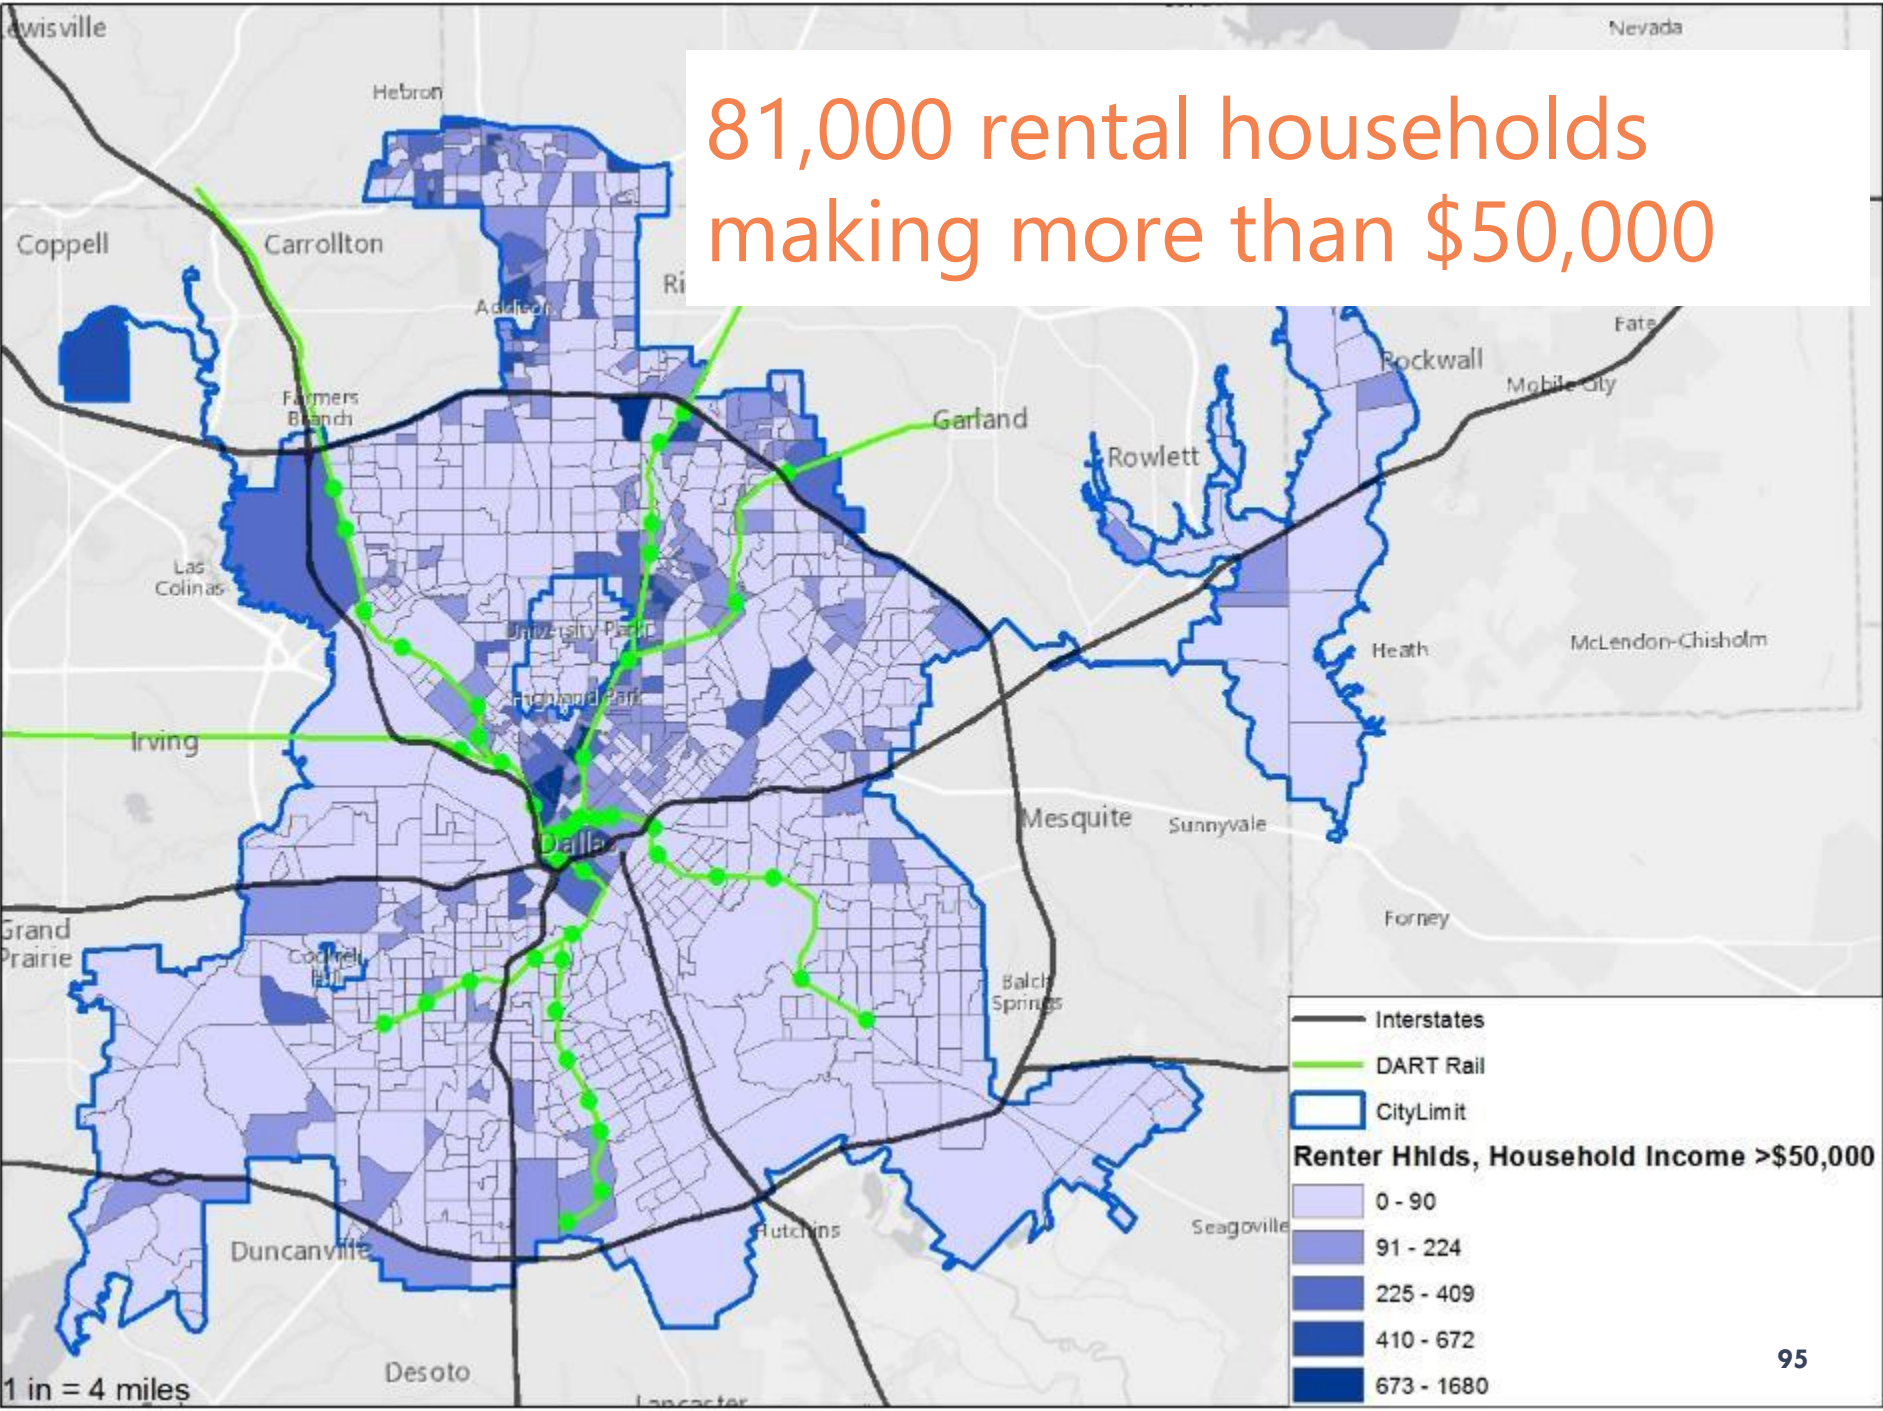 Nevada
Hebron
81,000 rental households
making more than $50,000
Coppell
Carrollton
Addison
Fate
Rockwall
Mobile City
Farmers
Branch
Garland
Rowlett
Las
Colinas
University Park
Heath
McLendon-Chisholm
Highland Park
Irving
Mesquite
Sunnyvale
Dallas
Grand
Prairie
Forney
Cockrell
Hill
Balch
Springs
Interstates
DART Rail
CityLimit
Renter Hhlds, Household Income >$50,000
0 - 90
Hutchins
Seagoville
Duncanville
91 - 224
225 - 409
410 - 672
95
Desoto
1 in = 4 miles
673 - 1680
Lancaster